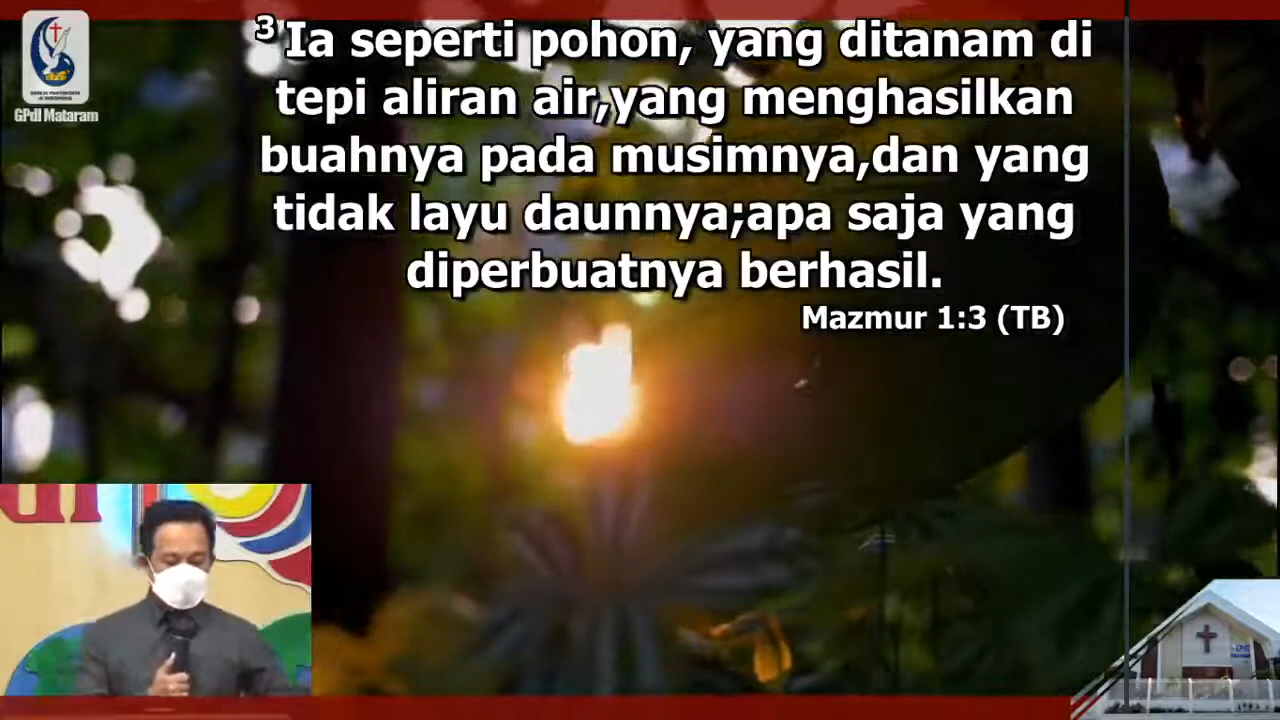 GPdI Mataram
3 Ia seperti pohon, yang ditanam di
tepi aliran air,yang menghasilkan
buahnya pada musimnya,dan yang
tidak layu daunnya;apa saja yang
diperbuatnya berhasil.
Mazmur 1:3 (TB)